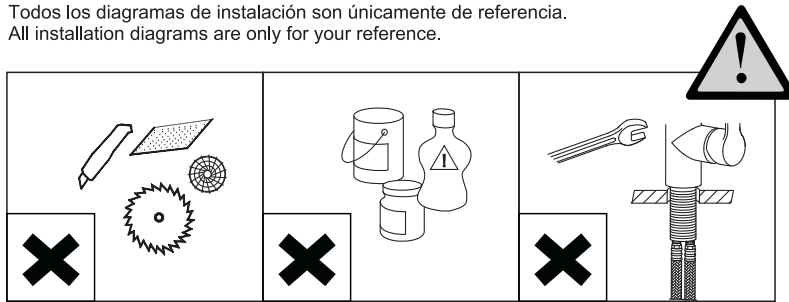 Todos los diagramas de instalación son únicamente de referencia.
All installation diagrams are only for your reference.
!
!